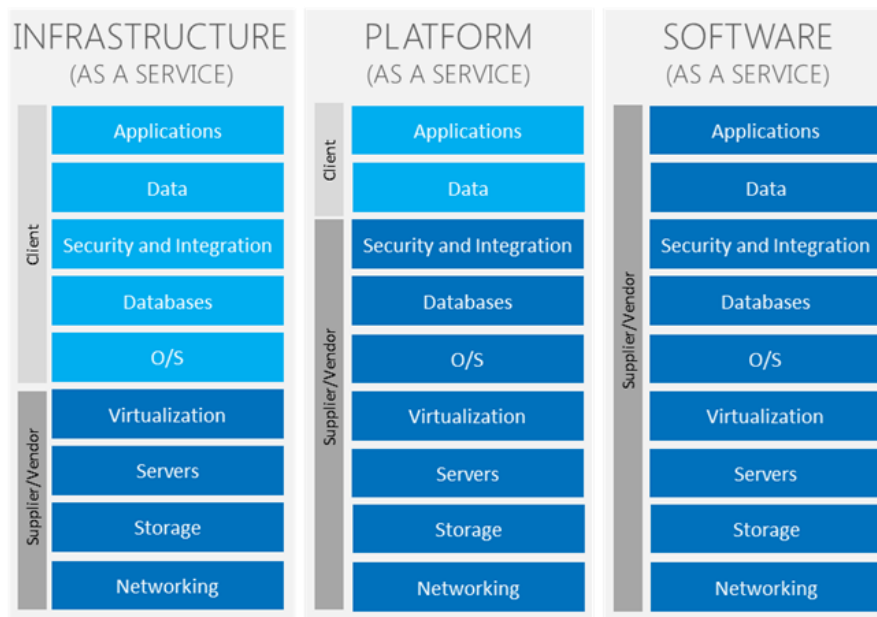 INFRASTRUCTURE
(AS A SERVICE)
Client
Applications
Data
Security and Integration
Databases
O/S
Supplier/Vendor
Virtualization
Servers
Storage
Networking
PLATFORM
(AS A SERVICE)
Client
Applications
Data
Supplier/Vendor
Security and Integration
Databases
O/S
Virtualization
Servers
Storage
Networking
SOFTWARE
(AS A SERVICE)
Supplier/Vendor
Applications
Data
Security and Integration
Databases
O/S
Virtualization
Servers
Storage
Networking